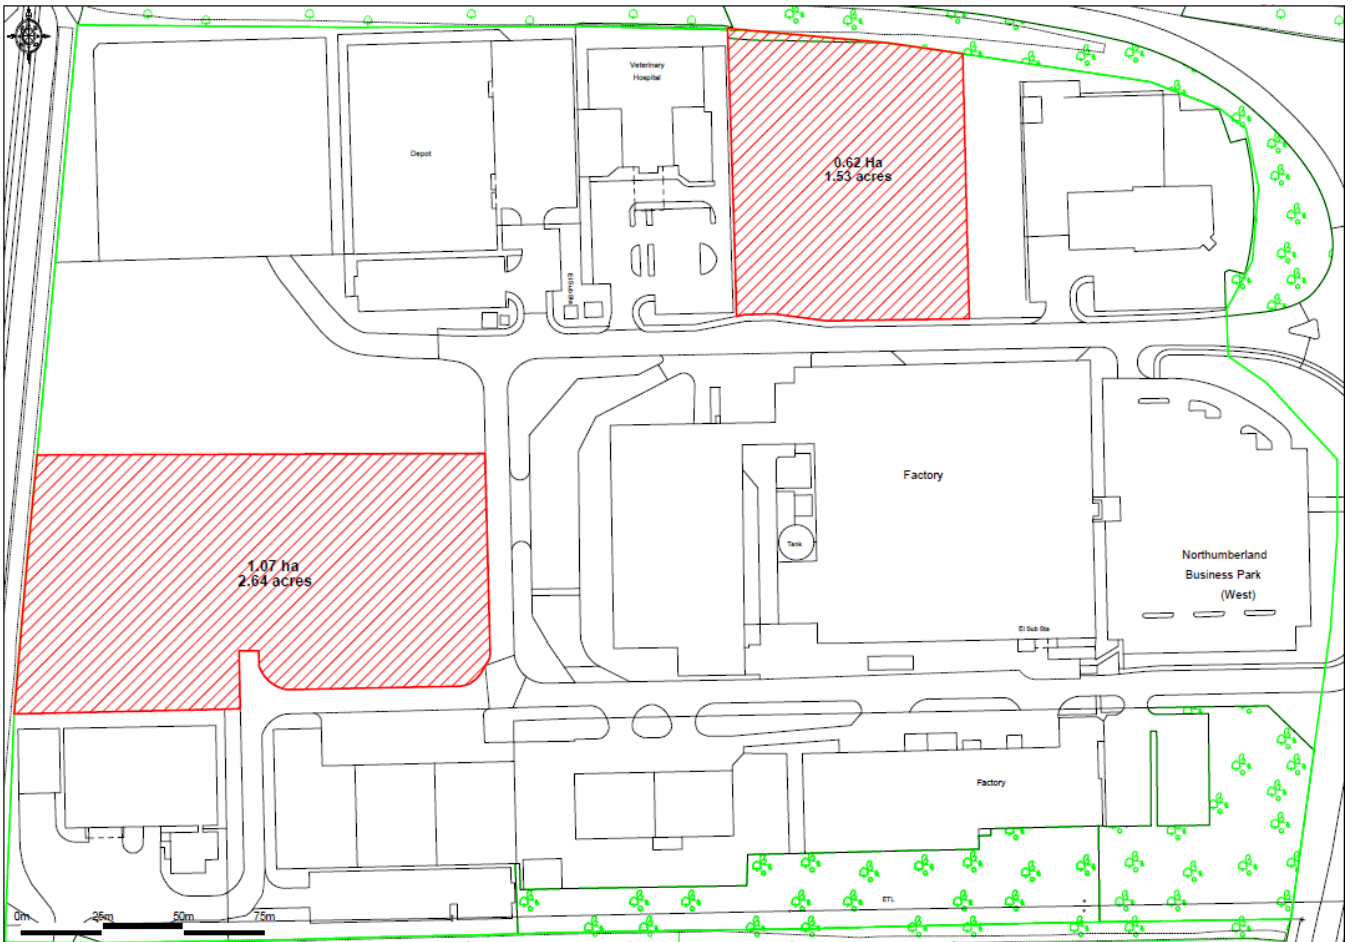 Veterinery
Hospital
Depot
0.62 Ha
1.53 acres
El Sub Sta
Factory
Tank
Northumberland
Business Park
(West)
1.07 ha
2.64 acres
El Sub Sta
Factory
ETL
0m 25m 50m 75m